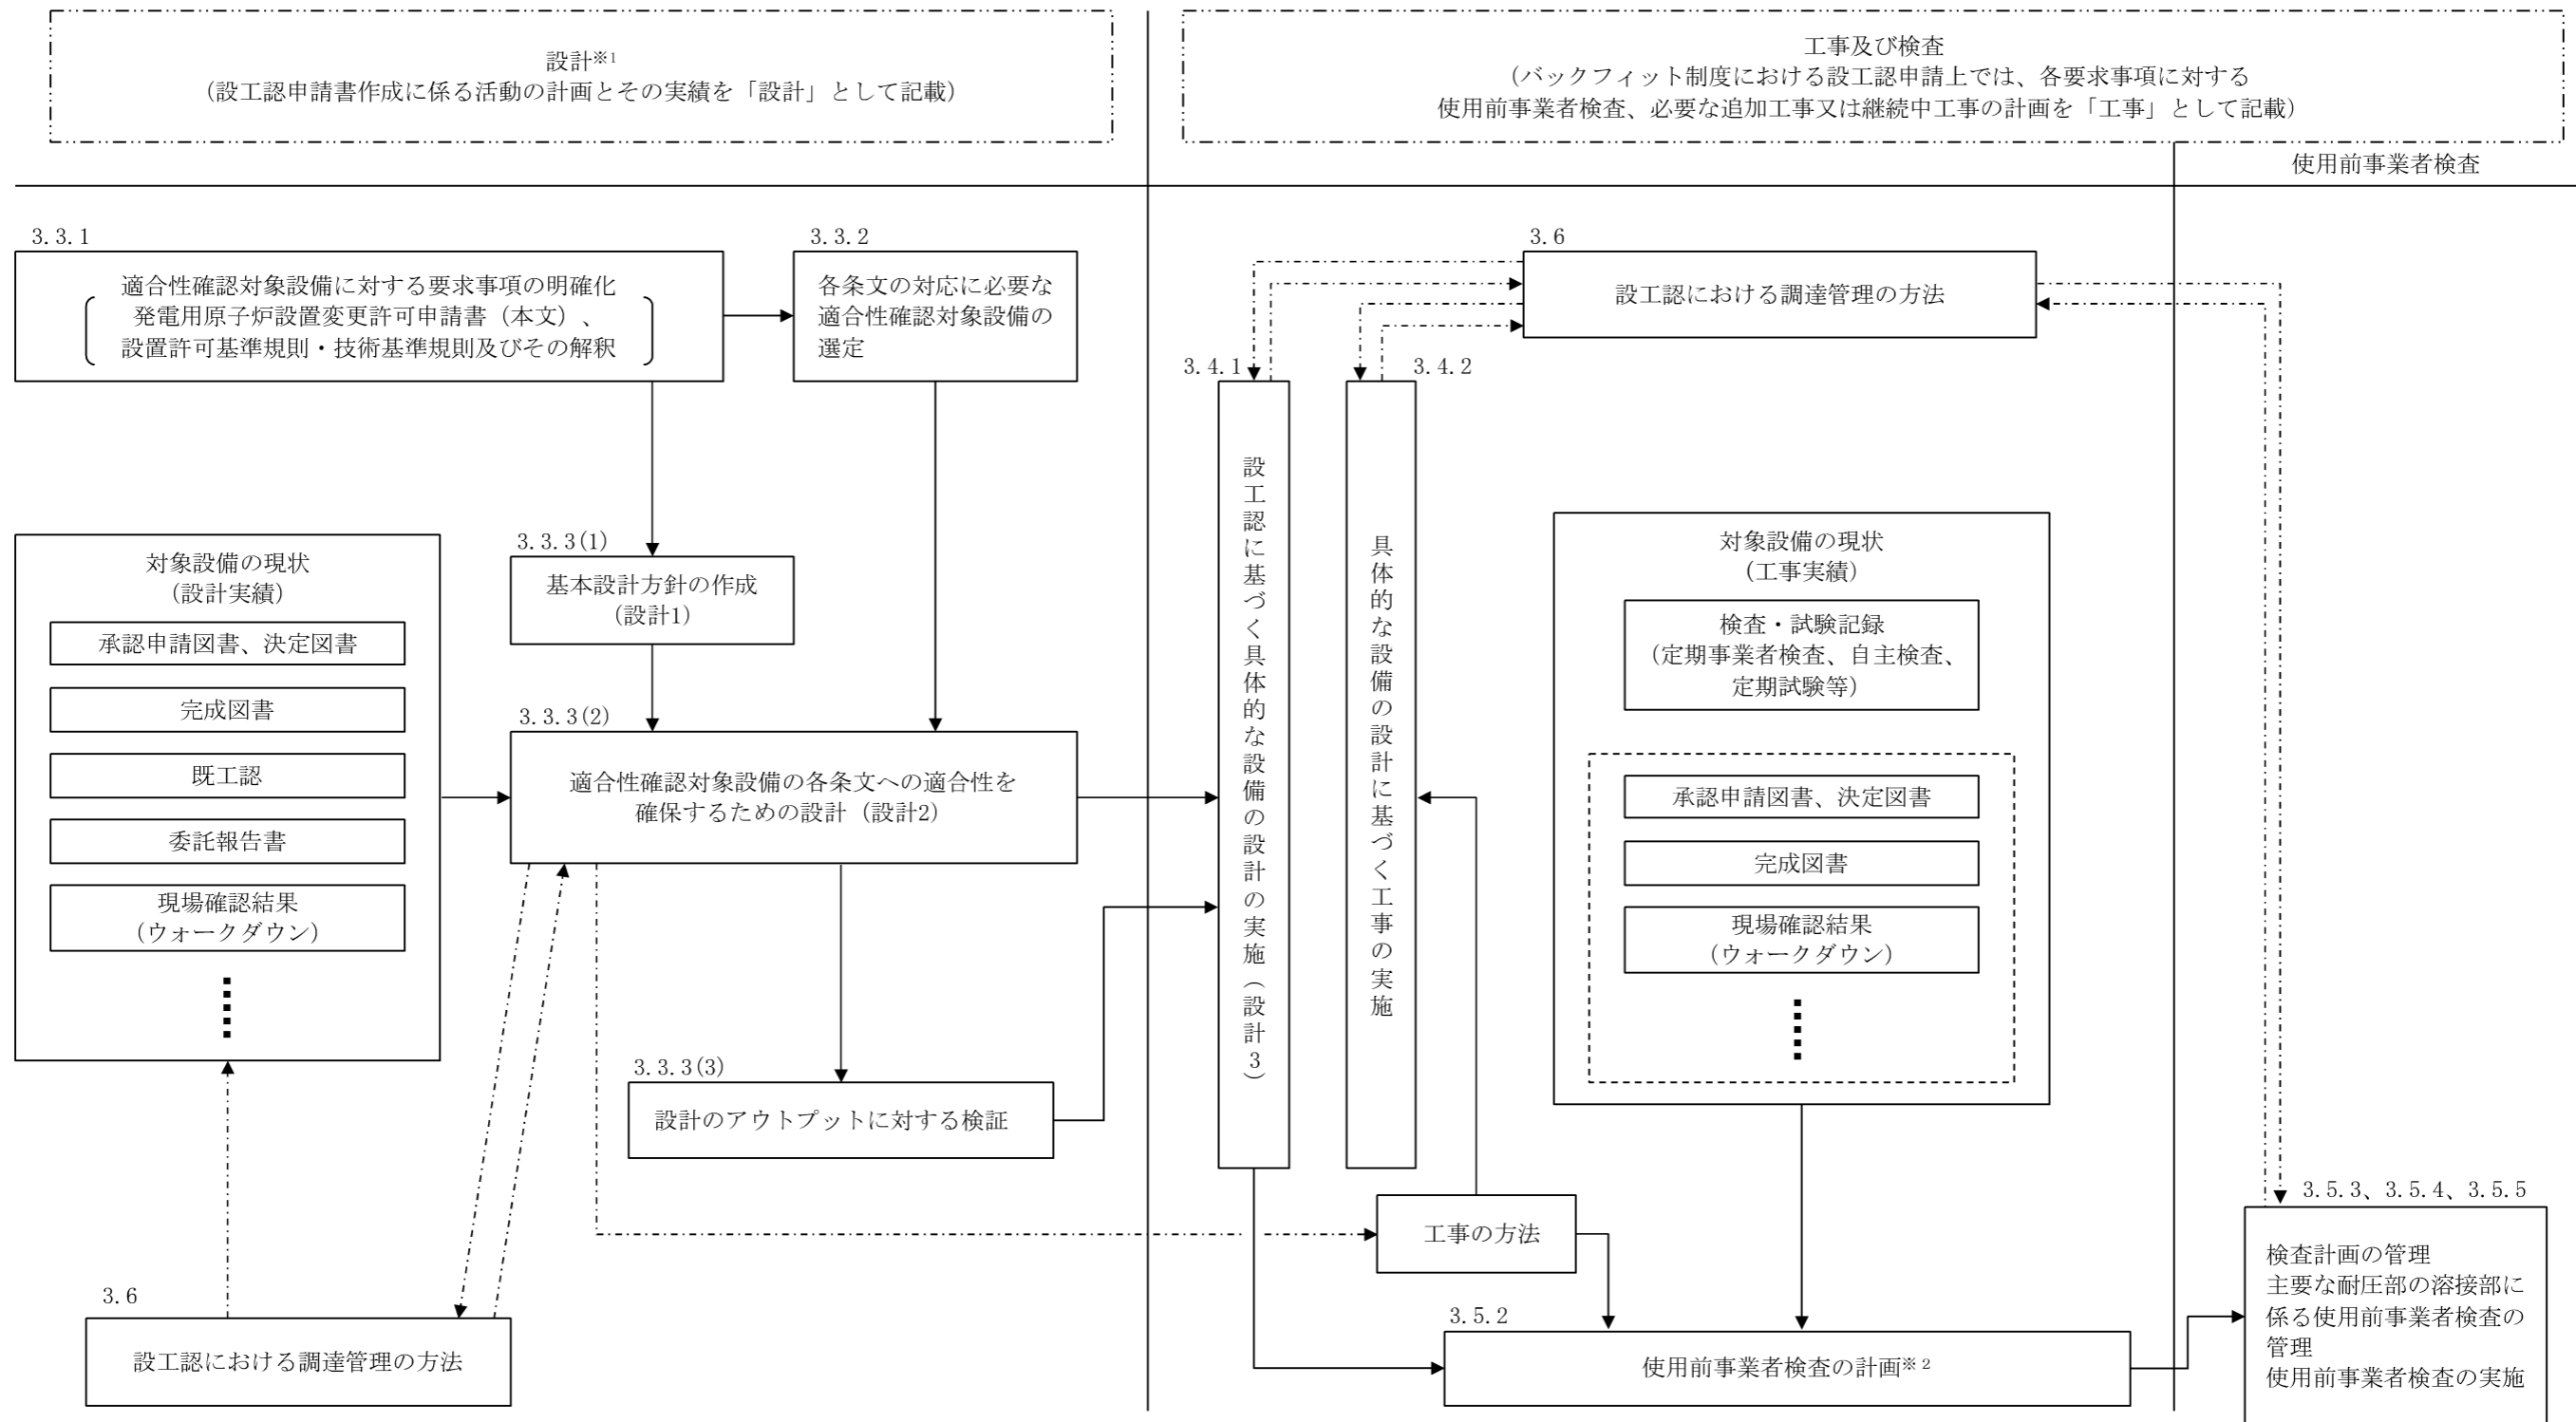 設計※1
（設工認申請書作成に係る活動の計画とその実績を「設計」として記載）
工事及び検査
（バックフィット制度における設工認申請上では、各要求事項に対する
使用前事業者検査、必要な追加工事又は継続中工事の計画を「工事」として記載）
使用前事業者検査
3.3.1
適合性確認対象設備に対する要求事項の明確化
発電用原子炉設置変更許可申請書（本文）、
設置許可基準規則・技術基準規則及びその解釈
3.3.2
各条文の対応に必要な
適合性確認対象設備の
選定
対象設備の現状
（設計実績）
承認申請図書、決定図書
完成図書
既工認
委託報告書
現場確認結果
（ウォークダウン）
3.3.3(1)
基本設計方針の作成
（設計1）
3.3.3(2)
適合性確認対象設備の各条文への適合性を
確保するための設計（設計2）
3.3.3(3)
設計のアウトプットに対する検証
3.6
設工認における調達管理の方法
3.6
設工認における調達管理の方法
3.4.1
設工認に基づく具体的な設備の設計の実施（設計3）
3.4.2
具体的な設備の設計に基づく工事の実施
対象設備の現状
（工事実績）
検査・試験記録
（定期事業者検査、自主検査、
定期試験等）
承認申請図書、決定図書
完成図書
現場確認結果
（ウォークダウン）
工事の方法
3.5.2
使用前事業者検査の計画※2
3.5.3、3.5.4、3.5.5
検査計画の管理
主要な耐圧部の溶接部に
係る使用前事業者検査の
管理
使用前事業者検査の実施